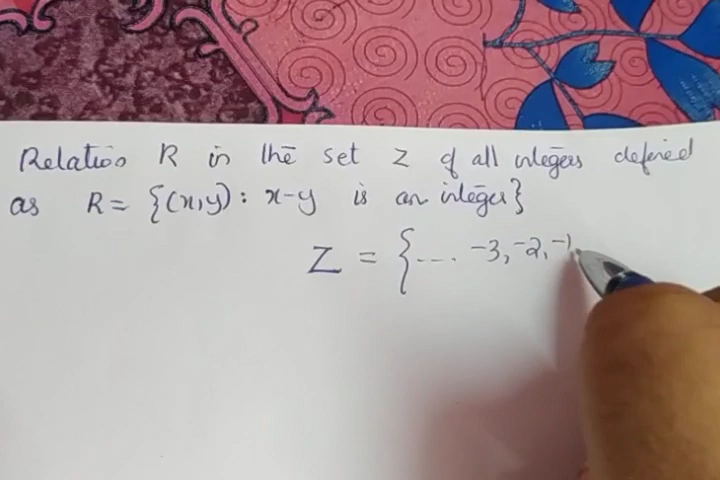 Relation R in the set Z of all integers defined
as R = {(x,y) : x-y is an integer}
Z = {.... -3, -2, -1